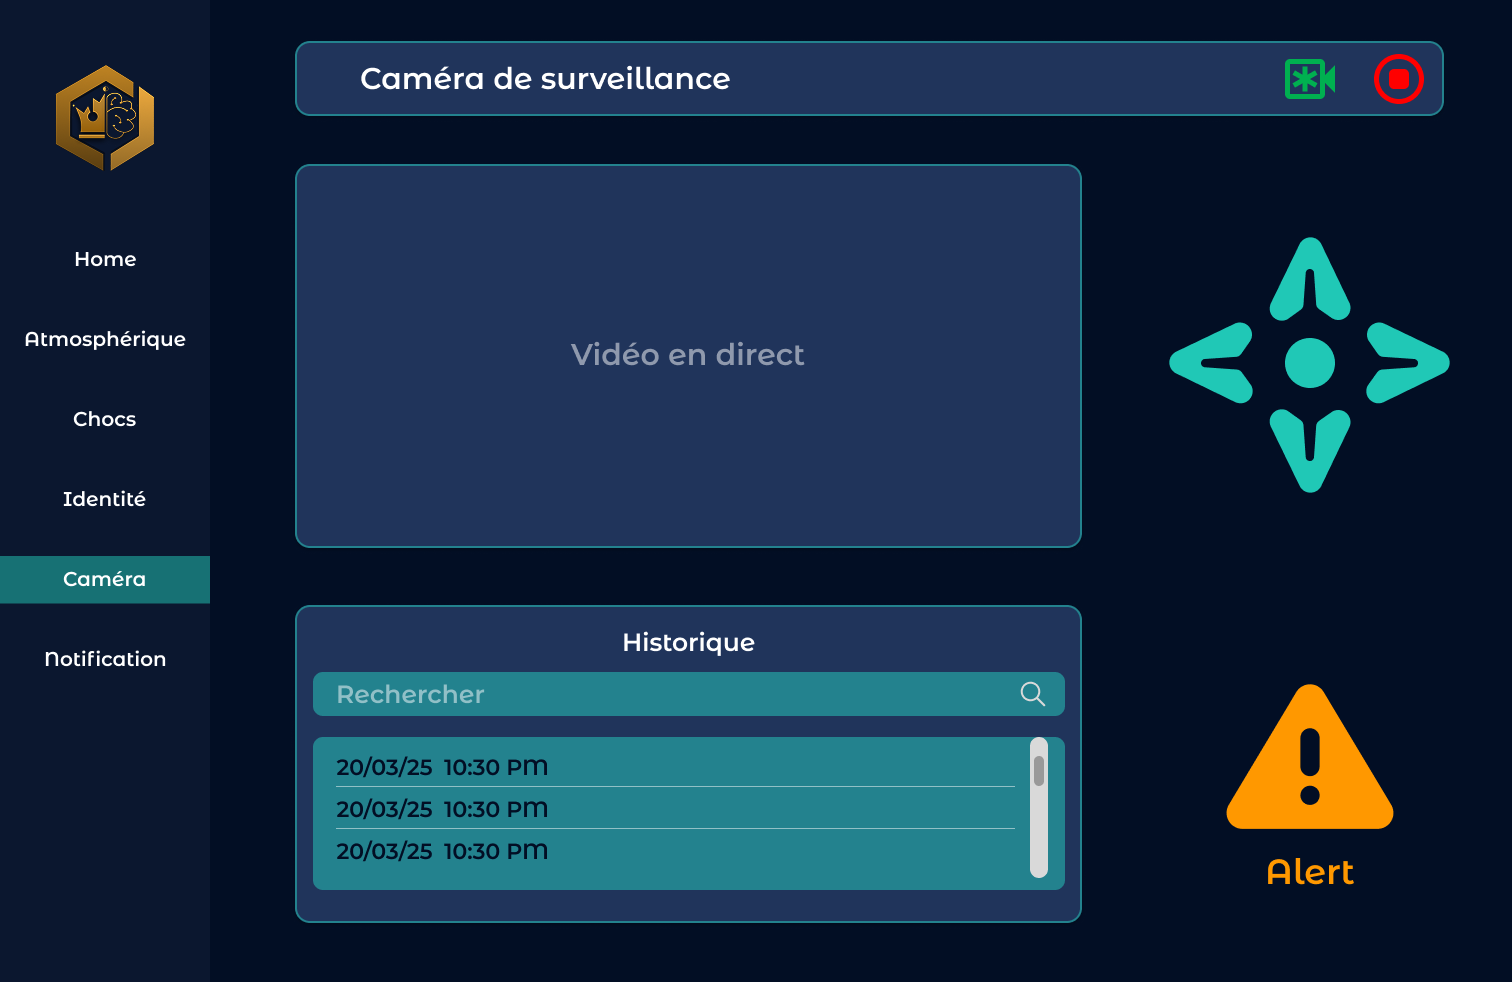 Caméra de surveillance
Home
Atmosphérique
Chocs
Identité
Caméra
Notification
Vidéo en direct
Historique
Rechercher
20/03/25 10:30 PM
20/03/25 10:30 PM
20/03/25 10:30 PM
Alert